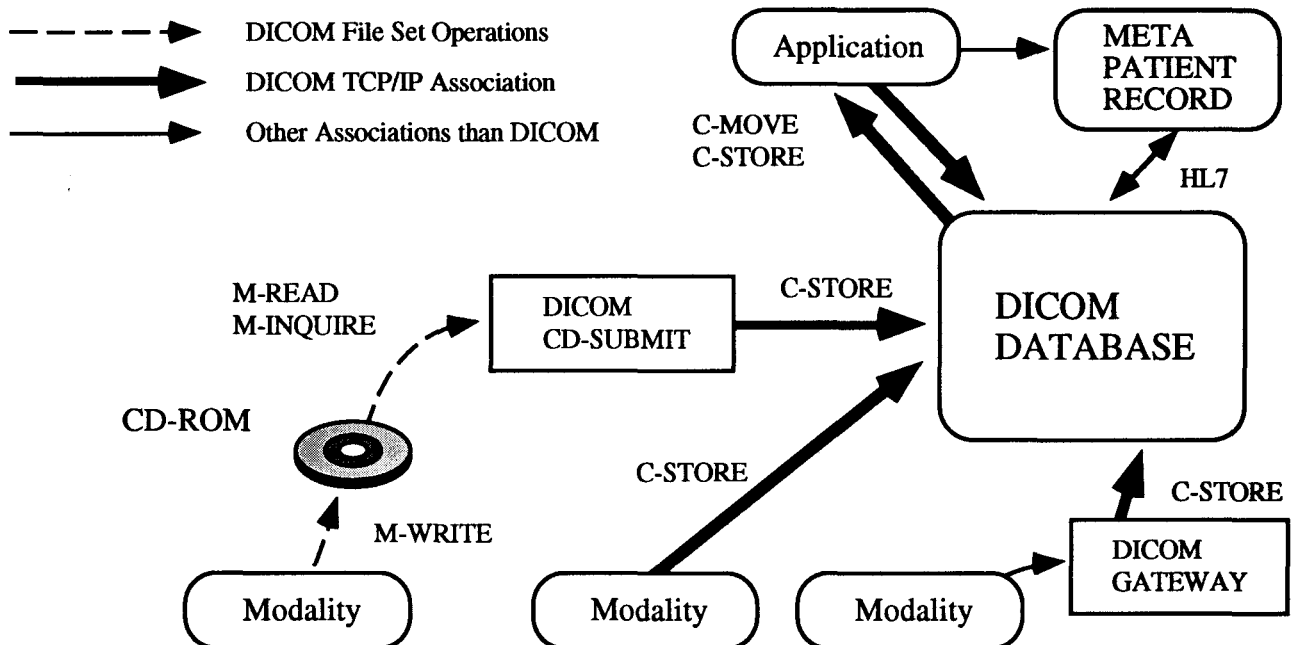 DICOM File Set Operations
DICOM TCP/IP Association
Other Associations than DICOM
Application
META
PATIENT
RECORD
C-MOVE
C-STORE
HL7
M-READ
M-INQUIRE
DICOM
CD-SUBMIT
C-STORE
DICOM
DATABASE
CD-ROM
C-STORE
C-STORE
M-WRITE
DICOM
GATEWAY
Modality
Modality
Modality